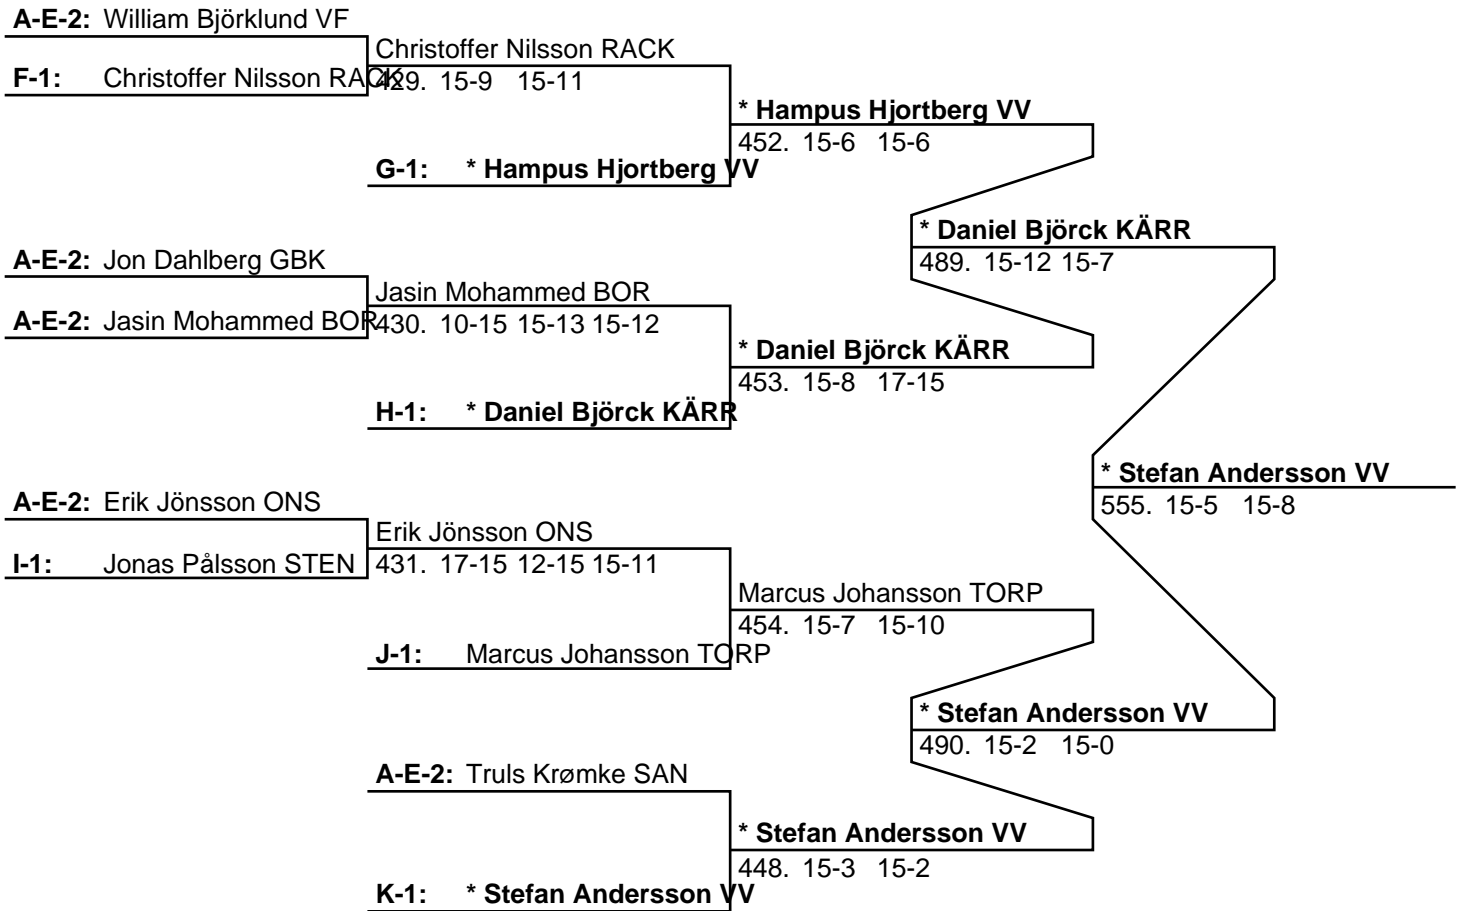 A-E-2: William Björklund VF
Christoffer Nilsson RACK
F-1: Christoffer Nilsson RACK
429. 15-9 15-11
* Hampus Hjortberg VV
452. 15-6 15-6
G-1: * Hampus Hjortberg VV
* Daniel Björck KÄRR
489. 15-12 15-7
A-E-2: Jon Dahlberg GBK
Jasin Mohammed BOR
A-E-2: Jasin Mohammed BOR
430. 10-15 15-13 15-12
* Daniel Björck KÄRR
453. 15-8 17-15
H-1: * Daniel Björck KÄRR
* Stefan Andersson VV
555. 15-5 15-8
A-E-2: Erik Jönsson ONS
Erik Jönsson ONS
I-1: Jonas Pålsson STEN
431. 17-15 12-15 15-11
Marcus Johansson TORP
454. 15-7 15-10
J-1: Marcus Johansson TORP
* Stefan Andersson VV
490. 15-2 15-0
A-E-2: Truls Krømke SAN
* Stefan Andersson VV
448. 15-3 15-2
K-1: * Stefan Andersson VV